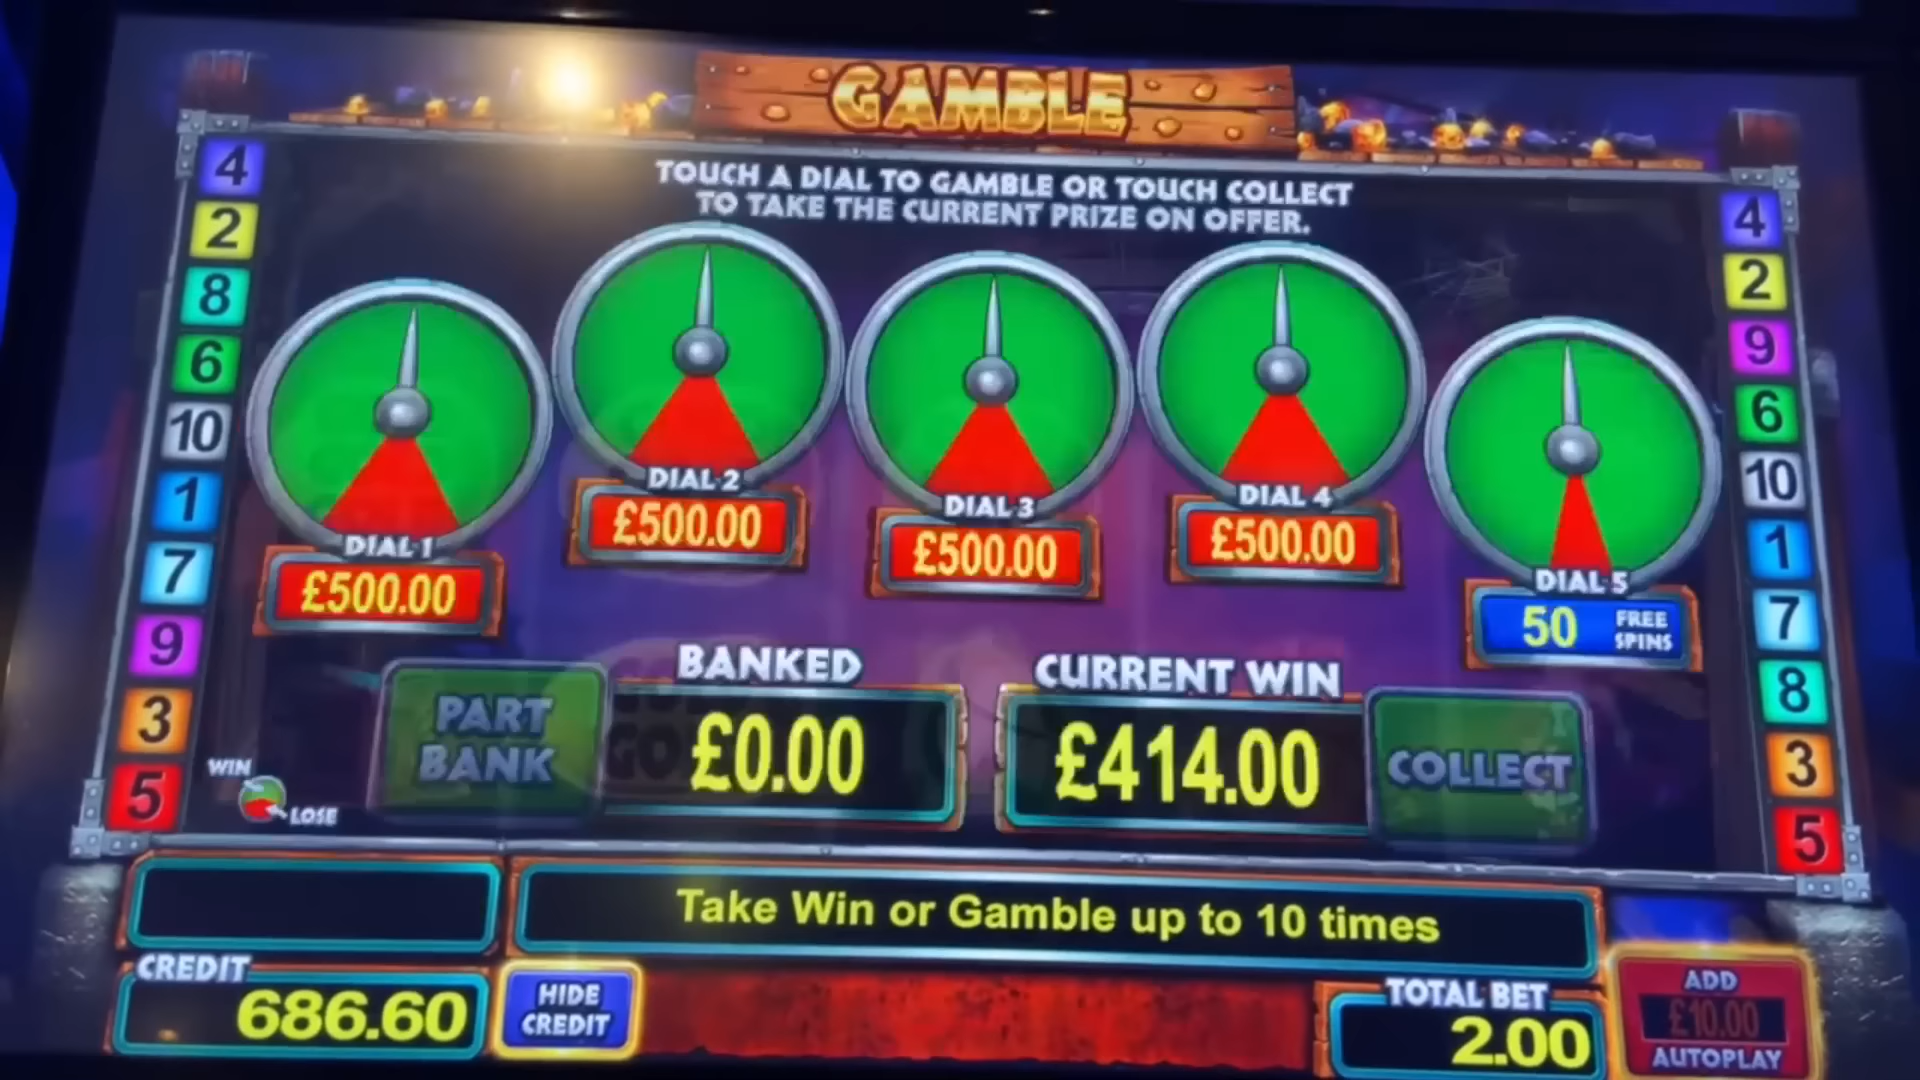 GAMBLE
TOUCH A DIAL TO GAMBLE OR TOUCH COLLECT
TO TAKE THE CURRENT PRIZE ON OFFER.
4
2
8
6
10
1
7
9
3
5
4
2
9
6
10
1
7
8
3
5
DIAL 1
£500.00
DIAL 2
£500.00
DIAL 3
£500.00
DIAL 4
£500.00
DIAL 5
50 FREE
SPINS
WIN
LOSE
PART
BANK
BANKED
£0.00
CURRENT WIN
£414.00
COLLECT
Take Win or Gamble up to 10 times
CREDIT
686.60
HIDE
CREDIT
TOTAL BET
2.00
ADD
£10.00
AUTOPLAY